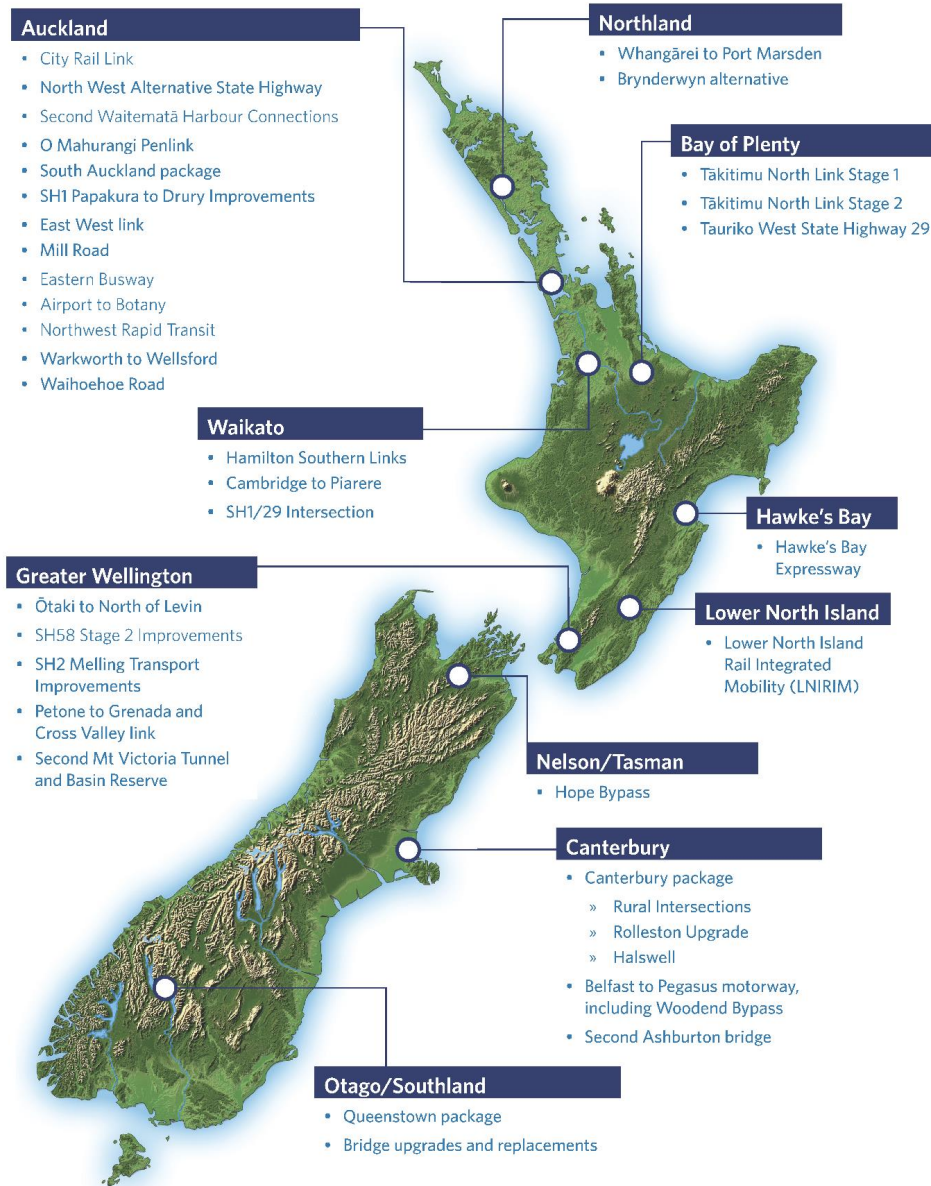 Auckland
• City Rail Link
• North West Alternative State Highway
• Second Waitematā Harbour Connections
• O Mahurangi Penlink
• South Auckland package
• SH1 Papakura to Drury Improvements
• East West link
• Mill Road
• Eastern Busway
• Airport to Botany
• Northwest Rapid Transit
• Warkworth to Wellsford
• Waihoehoe Road
Northland
• Whangārei to Port Marsden
• Brynderwyn alternative
Bay of Plenty
• Tākitimu North Link Stage 1
• Tākitimu North Link Stage 2
• Tauriko West State Highway 29
Waikato
• Hamilton Southern Links
• Cambridge to Piarere
• SH1/29 Intersection
Hawke's Bay
• Hawke's Bay
Expressway
Greater Wellington
• Ōtaki to North of Levin
• SH58 Stage 2 Improvements
• SH2 Melling Transport
Improvements
• Petone to Grenada and
Cross Valley link
• Second Mt Victoria Tunnel
and Basin Reserve
Lower North Island
• Lower North Island
Rail Integrated
Mobility (LNIRIM)
Nelson/Tasman
• Hope Bypass
Canterbury
• Canterbury package
» Rural Intersections
» Rolleston Upgrade
» Halswell
• Belfast to Pegasus motorway,
including Woodend Bypass
• Second Ashburton bridge
Otago/Southland
• Queenstown package
• Bridge upgrades and replacements